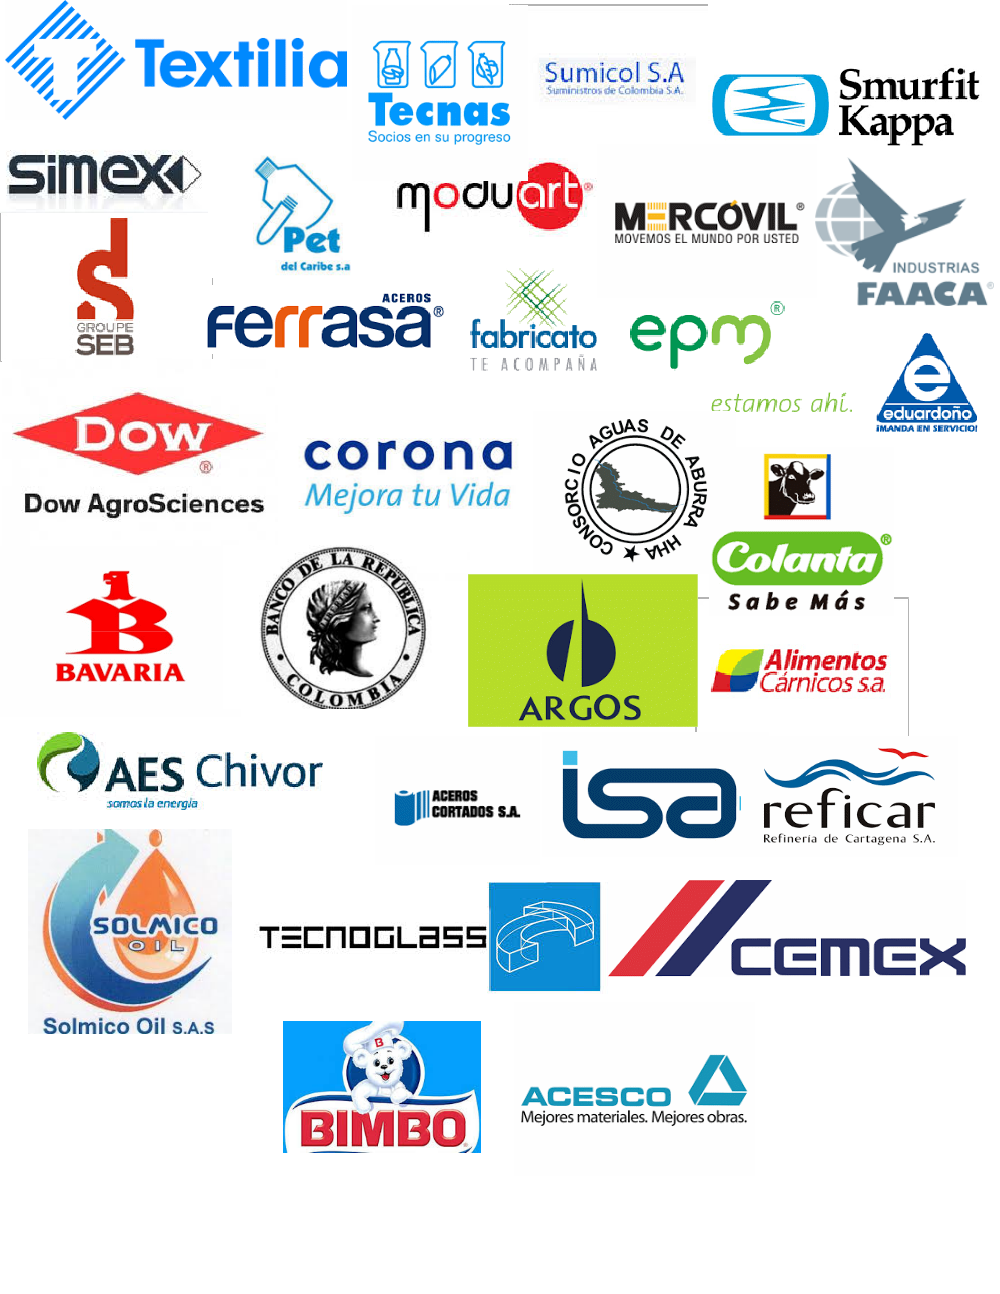 Textilia
Tecnas
Socios en su progreso
Sumicol S.A
Suministros de Colombia S.A.
Smurfit
Kappa
simex
Pet
del Caribe s.a
moduart®
MERCÓVIL®
MOVEMOS EL MUNDO POR USTED
INDUSTRIAS
FAACA®
GROUPE
SEB
ACEROS
ferrasa®
fabricato
TE ACOMPAÑA
epm®
estamos ahí.
e
eduardoño
¡MANDA EN SERVICIO!
DOW
®
Dow AgroSciences
corona
Mejora tu Vida
CONSORCIO AGUAS DE ABURRA HHA ★
Colanta®
Sabe Más
B
BAVARIA
BANCO DE LA REPÚBLICA
• COLOMBIA •
ARGOS
Alimentos
Cárnicos s.a.
AES Chivor
somos la energía
ACEROS
CORTADOS S.A.
isa
reficar
Refinería de Cartagena S.A.
SOLMICO
OIL
Solmico Oil S.A.S
TECNOGLASS
CEMEX
B
BIMBO®
ACESCO
Mejores materiales. Mejores obras.